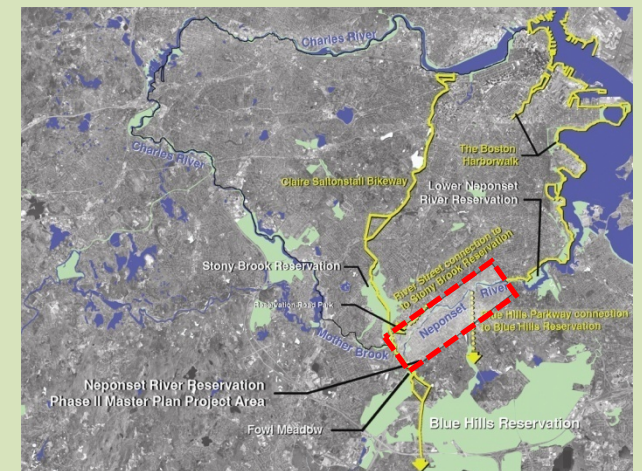 Charles River
Charles River
The Boston
Harborwalk
Claire Saltonstall Bikeway
Lower Neponset
River Reservation
River Street connection to
to Stony Brook Reservation
Stony Brook Reservation
Reservation Road Park
Neponset River
Blue Hills Parkway connection
to Blue Hills Reservation
Mother Brook
Neponset River Reservation
Phase II Master Plan Project Area
Fowl Meadow
Blue Hills Reservation